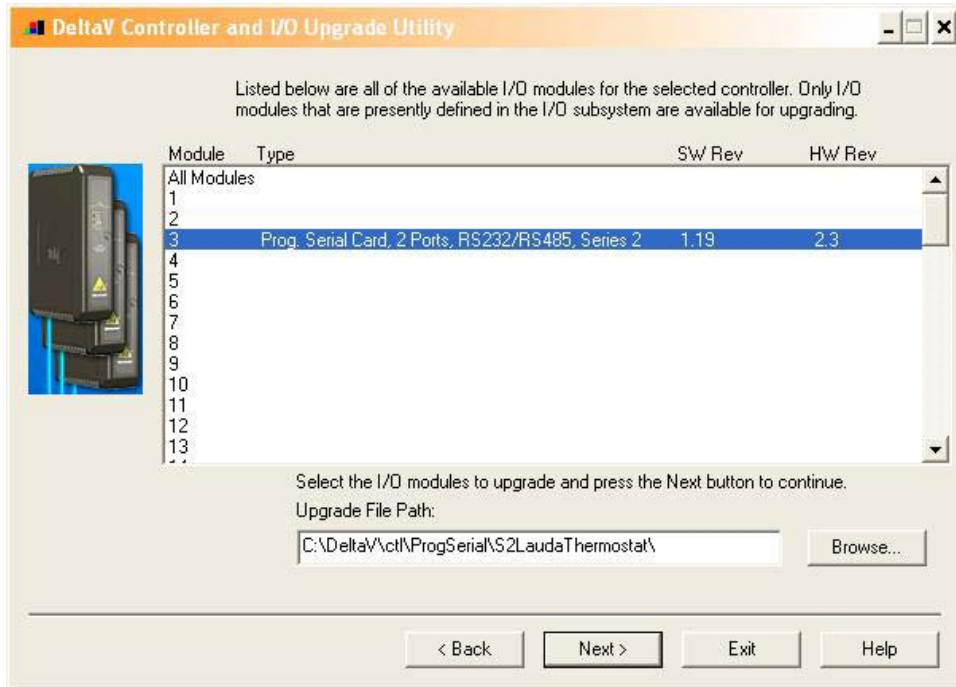 DeltaV Controller and I/O Upgrade Utility
Listed below are all of the available I/O modules for the selected controller. Only I/O
modules that are presently defined in the I/O subsystem are available for upgrading.
Module Type SW Rev HW Rev
All Modules
1
2
3 Prog. Serial Card, 2 Ports, RS232/RS485, Series 2 1.19 2.3
4
5
6
7
8
9
10
11
12
13
Select the I/O modules to upgrade and press the Next button to continue.
Upgrade File Path:
C:\DeltaV\ctl\ProgSerial\S2LaudaThermostat\ Browse...
< Back Next > Exit Help